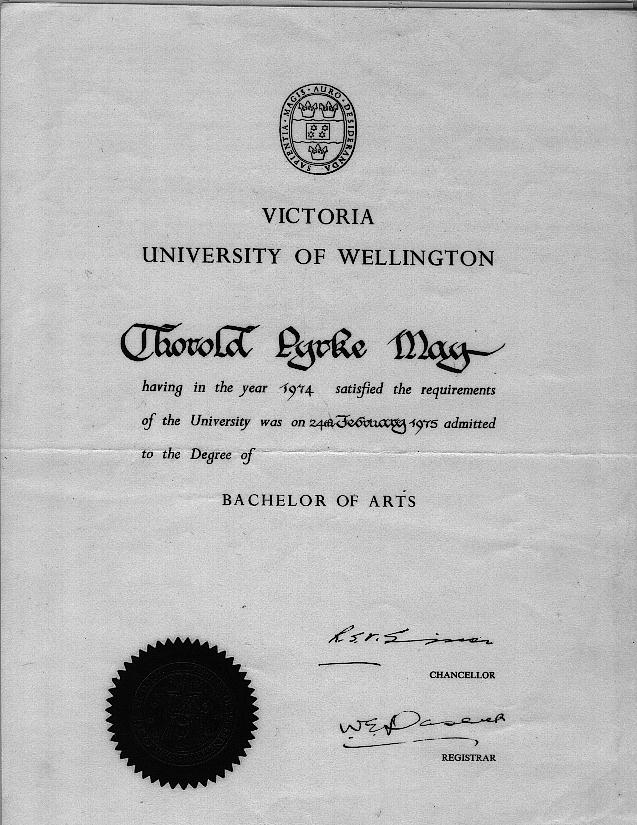 SAPIENTIA · MAGIS · AURO · DESIDERANDA
VICTORIA
UNIVERSITY OF WELLINGTON
Thorold Pyrke May
having in the year 1974 satisfied the requirements
of the University was on 24th February 1975 admitted
to the Degree of
BACHELOR OF ARTS
CHANCELLOR
REGISTRAR